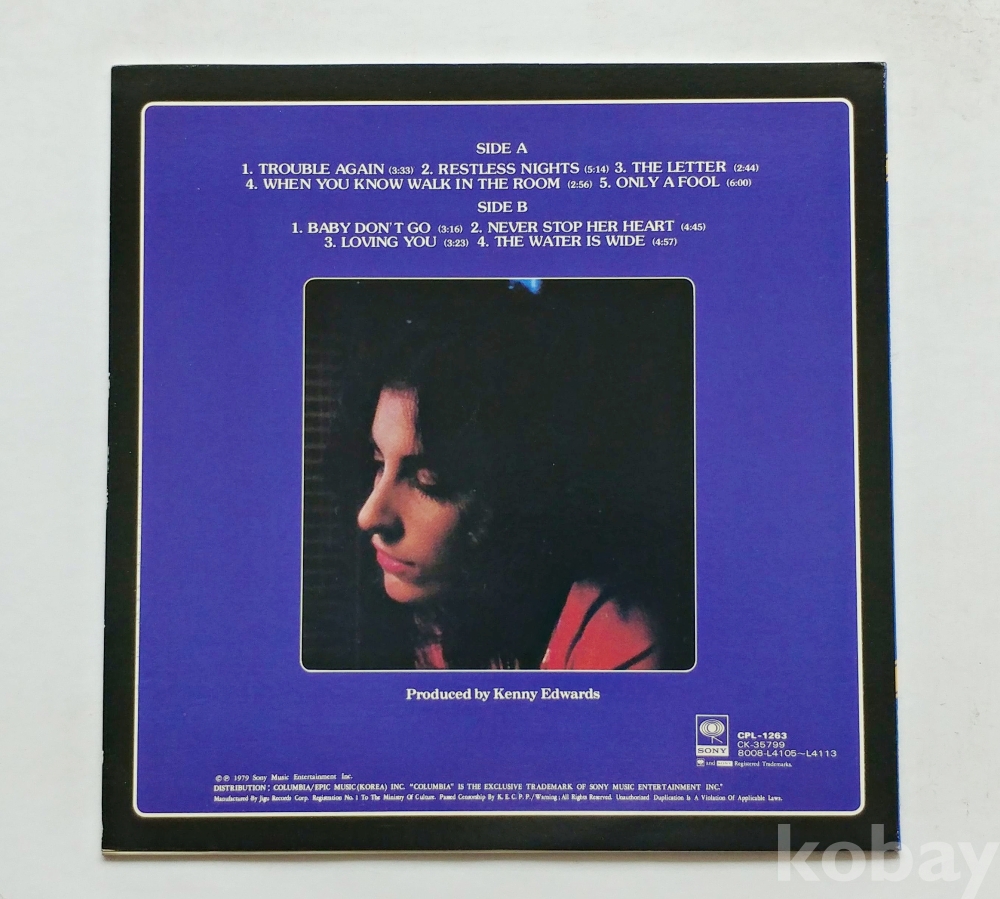 SIDE A
1. TROUBLE AGAIN (3:33) 2. RESTLESS NIGHTS (5:14) 3. THE LETTER (2:44)
4. WHEN YOU KNOW WALK IN THE ROOM (2:56) 5. ONLY A FOOL (6:00)
SIDE B
1. BABY DON'T GO (3:16) 2. NEVER STOP HER HEART (4:45)
3. LOVING YOU (3:23) 4. THE WATER IS WIDE (4:57)
Produced by Kenny Edwards
SONY
CPL-1263
CK-35799
8008-L4105~L4113
and Registered Trademarks.
©℗ 1979 Sony Music Entertainment Inc.
DISTRIBUTION : COLUMBIA/EPIC MUSIC(KOREA) INC. "COLUMBIA" IS THE EXCLUSIVE TRADEMARK OF SONY MUSIC ENTERTAINMENT INC."
Manufactured By Jigu Records Corp. Registration No. 1 To The Ministry Of Culture. Passed Censorship By K. E. C. P. P. /Warning : All Rights Reserved. Unauthorized Duplication Is A Violation Of Applicable Laws.
kobay